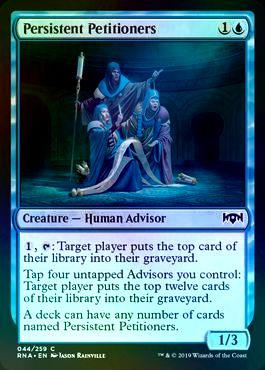 Persistent Petitioners 1
Creature — Human Advisor
1 , : Target player puts the top card of
their library into their graveyard.
Tap four untapped Advisors you control:
Target player puts the top twelve cards
of their library into their graveyard.
A deck can have any number of cards
named Persistent Petitioners.
1/3
044/259 C
RNA • EN JASON RAINVILLE
™ & © 2019 Wizards of the Coast